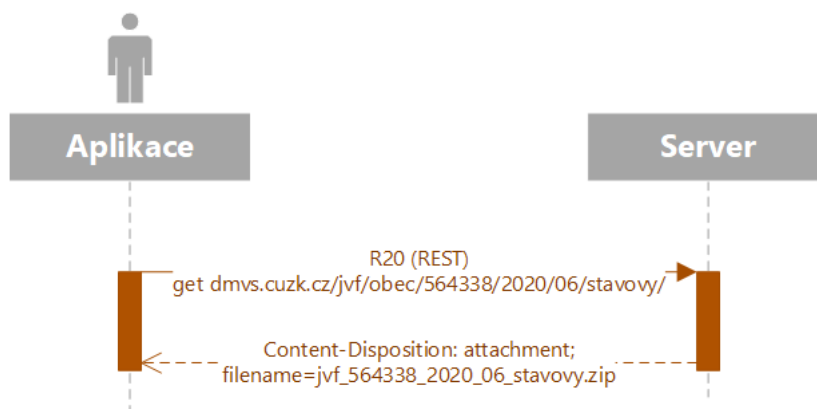 Aplikace
Server
R20 (REST)
get dmvs.cuzk.cz/jvf/obec/564338/2020/06/stavovy/
Content-Disposition: attachment;
filename=jvf_564338_2020_06_stavovy.zip